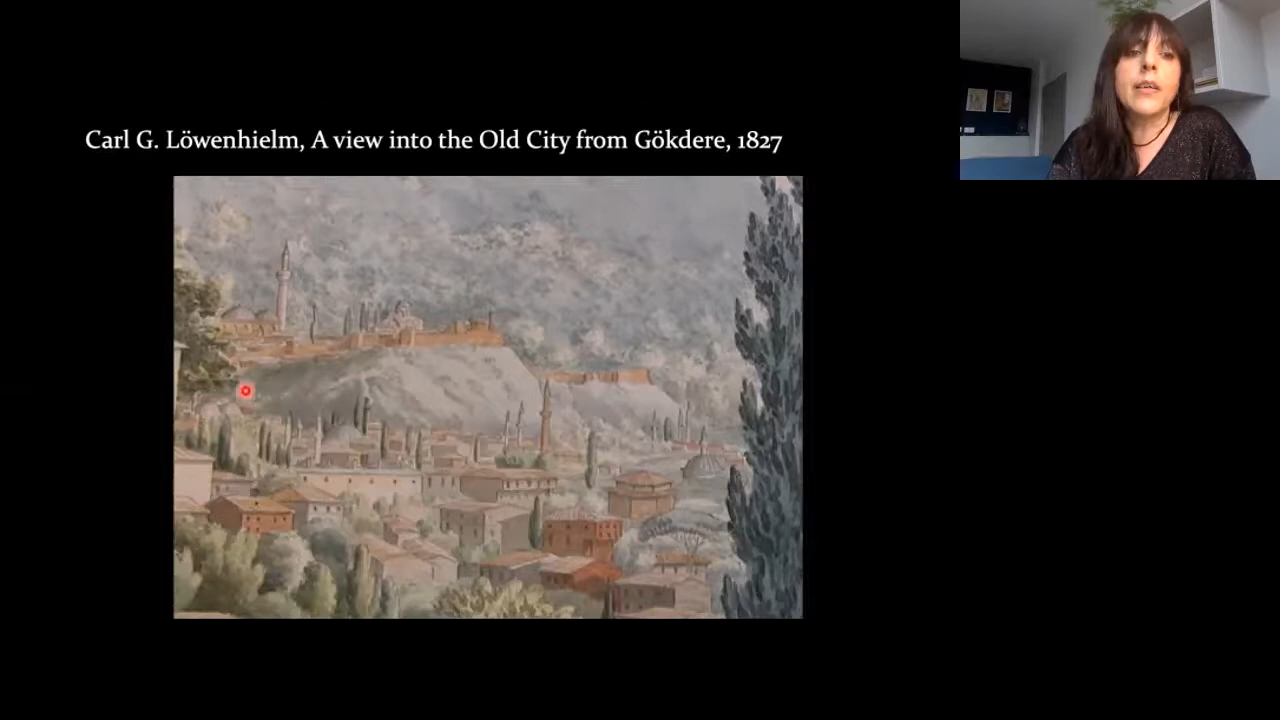 Carl G. Löwenhielm, A view into the Old City from Gökdere, 1827